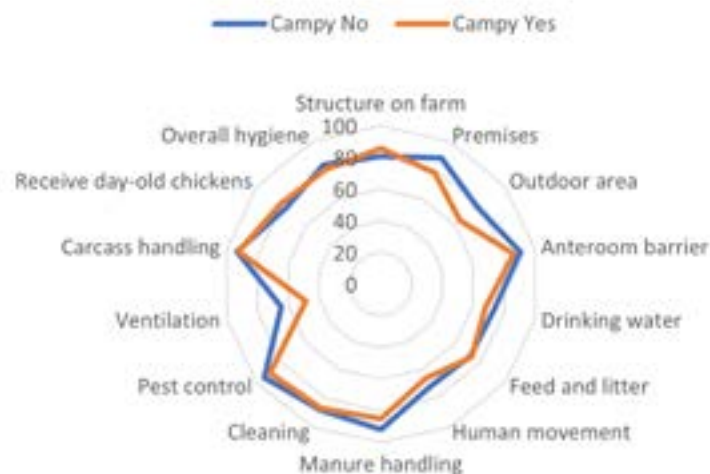 Campy No Campy Yes
Structure on farm
100
Overall hygiene
Premises
80
Receive day-old chickens
Outdoor area
60
40
Carcass handling
Anteroom barrier
20
0
Ventilation
Drinking water
Pest control
Feed and litter
Cleaning
Human movement
Manure handling